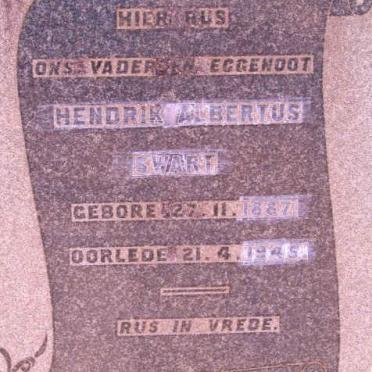 HIER RUS
ONS VADER EN EGGENOOT
HENDRIK ALBERTUS
SWART
GEBORE 27.11.1887
OORLEDE 21.4.1945
RUS IN VREDE.